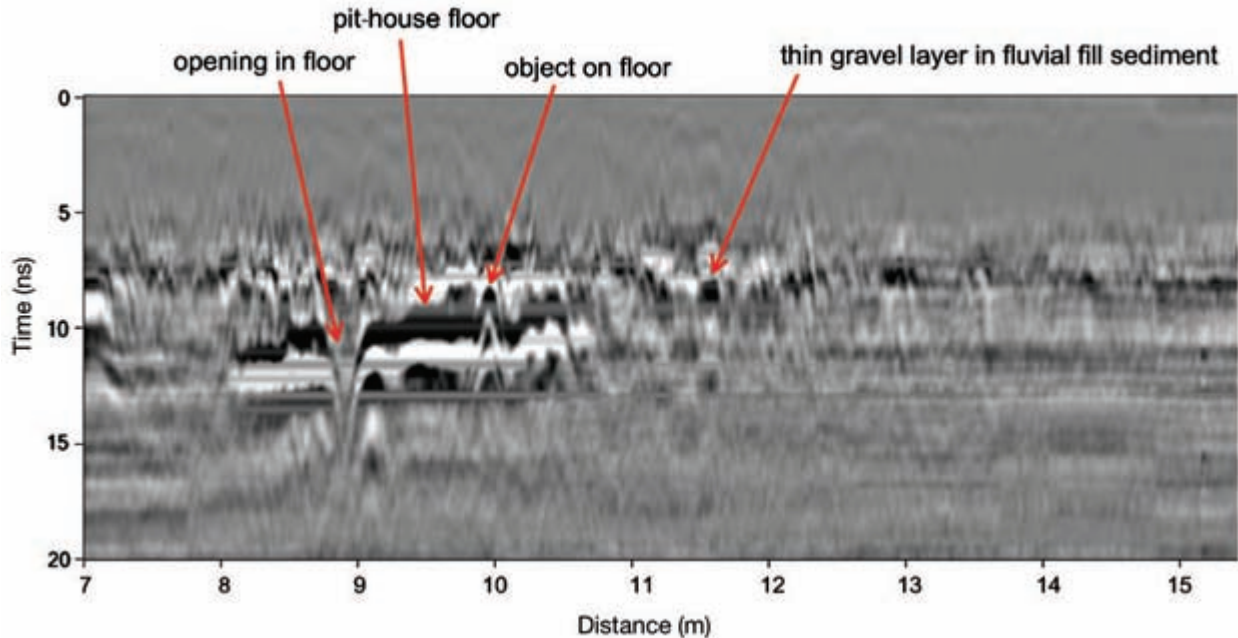 pit-house floor
opening in floor
object on floor
thin gravel layer in fluvial fill sediment
0
5
10
15
20
Time (ns)
7
8
9
10
11
12
13
14
15
Distance (m)